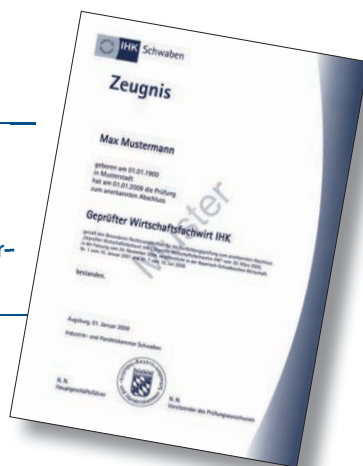 IHK Schwaben
Zeugnis
Max Mustermann
geboren am 01.01.1900
in Musterstadt
hat am 01.01.2009 die Prüfung
zum anerkannten Abschluss
Geprüfter Wirtschaftsfachwirt IHK
bestanden.
Augsburg, 01. Januar 2009
Industrie- und Handelskammer Schwaben
N. N.
Hauptgeschäftsführer
N. N.
Vorsitzender des Prüfungsausschusses
Muster
r-